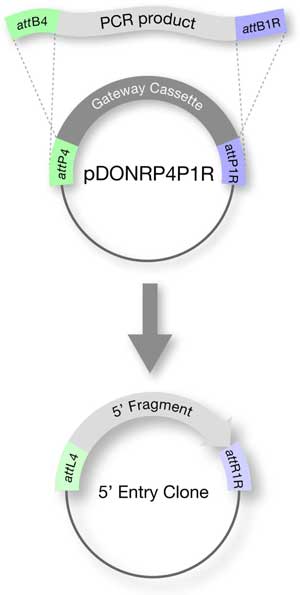 attB4 PCR product attB1R
Gateway Cassette
attP4 attP1R
pDONRP4P1R
5' Fragment
attL4 attR1R
5' Entry Clone